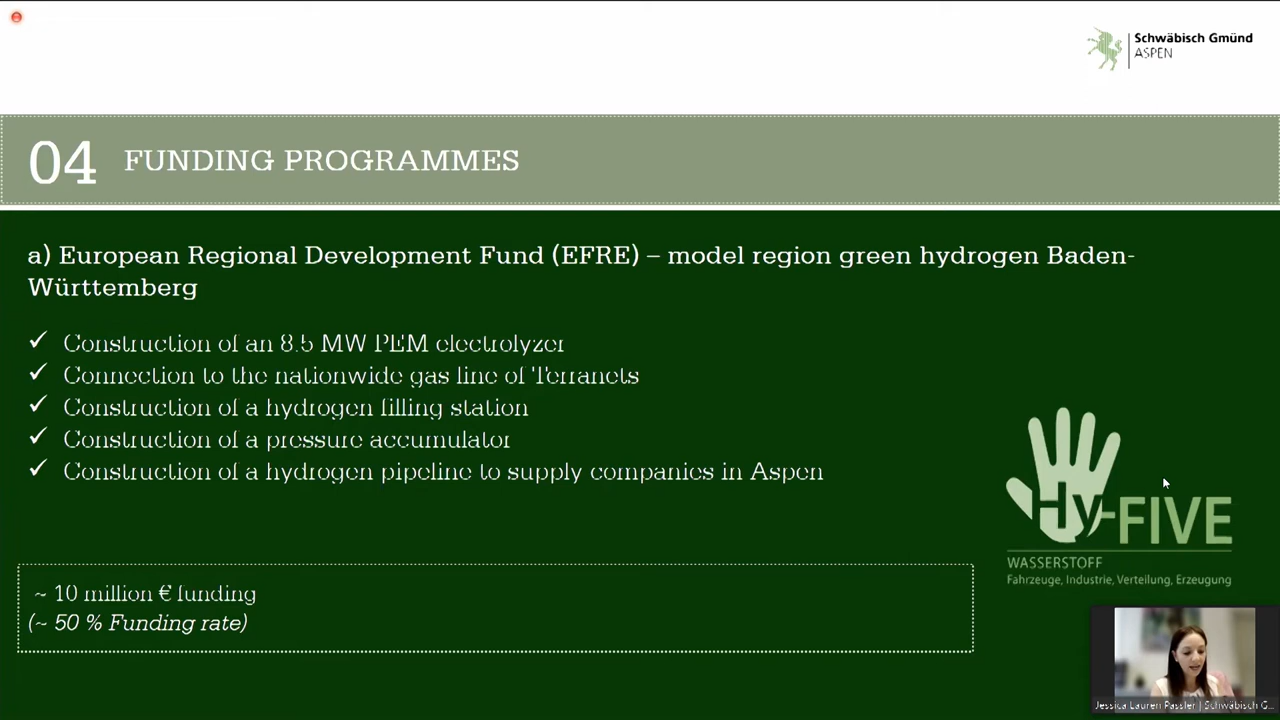 Schwäbisch Gmünd
ASPEN
04 FUNDING PROGRAMMES
a) European Regional Development Fund (EFRE) – model region green hydrogen Baden-
Württemberg
✓ Construction of an 8.5 MW PEM electrolyzer
✓ Connection to the nationwide gas line of Terranets
✓ Construction of a hydrogen filling station
✓ Construction of a pressure accumulator
✓ Construction of a hydrogen pipeline to supply companies in Aspen
Hy-FIVE
WASSERSTOFF
Fahrzeuge, Industrie, Verteilung, Erzeugung
~ 10 million € funding
(~ 50 % Funding rate)
Jessica Lauren Passler | Schwäbisch G...